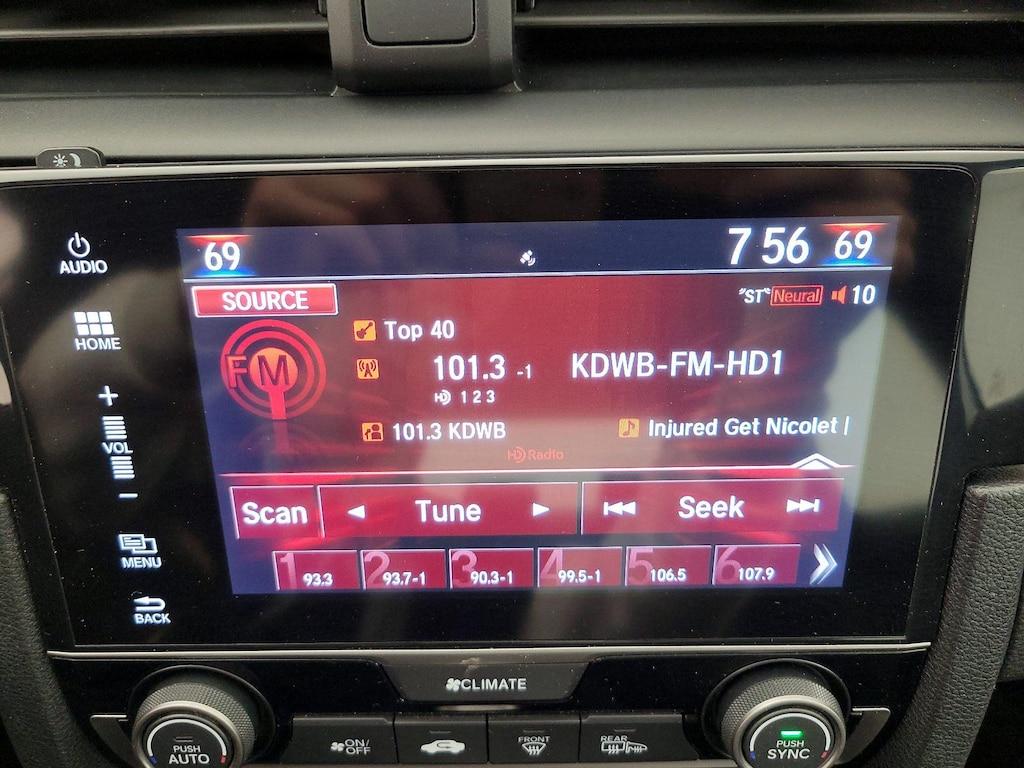 AUDIO
HOME
+
VOL
−
MENU
BACK
69
7 56
69
SOURCE
"ST" Neural 10
FM
Top 40
101.3 -1 KDWB-FM-HD1
HD 1 2 3
101.3 KDWB
Injured Get Nicolet |
HD Radio
Scan
Tune
Seek
1 93.3
2 93.7-1
3 90.3-1
4 99.5-1
5 106.5
6 107.9
CLIMATE
PUSH
AUTO
ON/
OFF
FRONT
REAR
PUSH
SYNC